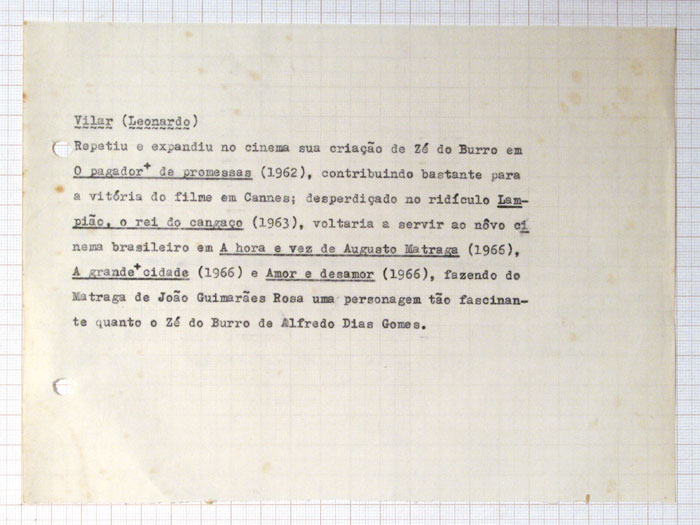 Vilar (Leonardo)
Repetiu e expandiu no cinema sua criação de Zé do Burro em
O pagador+ de promessas (1962), contribuindo bastante para
a vitória do filme em Cannes; desperdiçado no ridículo Lam-
pião, o rei do cangaço (1963), voltaria a servir ao nôvo ci
nema brasileiro em A hora e vez de Augusto Matraga (1966),
A grande+cidade (1966) e Amor e desamor (1966), fazendo do
Matraga de João Guimarães Rosa uma personagem tão fascinan-
te quanto o Zé do Burro de Alfredo Dias Gomes.